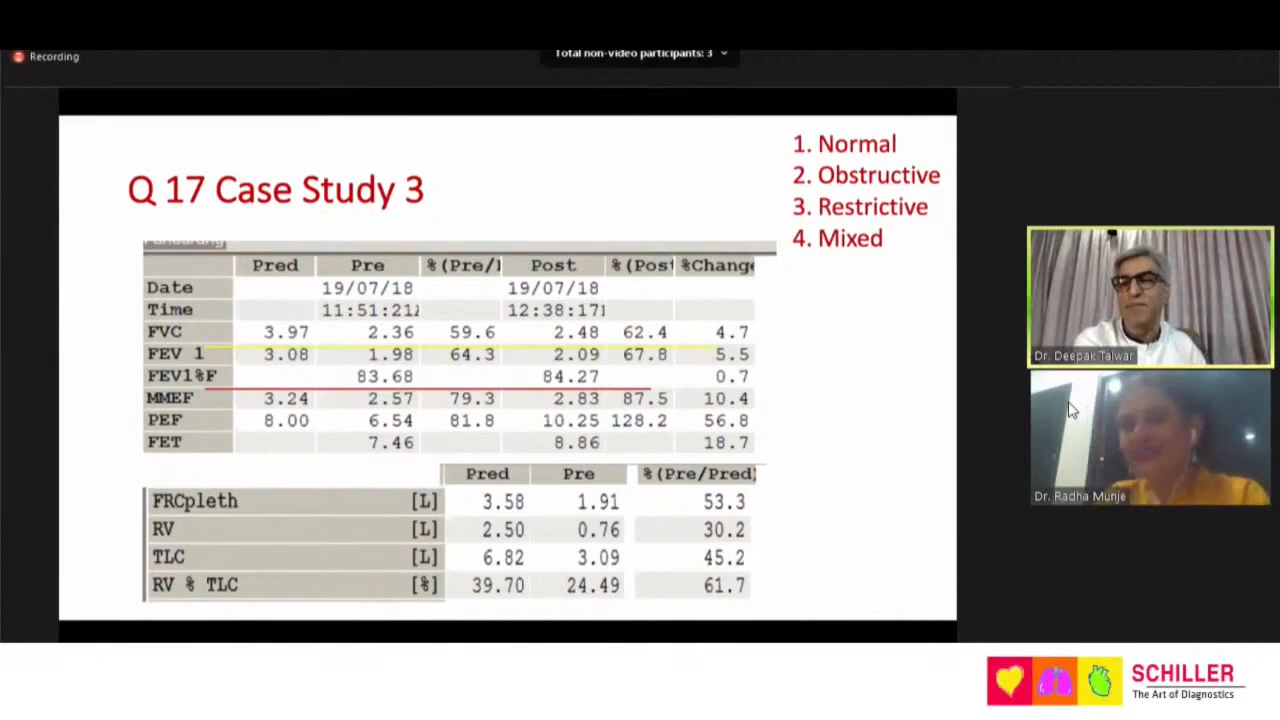 Recording
Total non-video participants: 3
Q 17 Case Study 3
1. Normal
2. Obstructive
3. Restrictive
4. Mixed
Pred Pre %(Pre/ Post %(Post %Change
Date 19/07/18 19/07/18
Time 11:51:21 12:38:17
FVC 3.97 2.36 59.6 2.48 62.4 4.7
FEV 1 3.08 1.98 64.3 2.09 67.8 5.5
FEV1%F 83.68 84.27 0.7
MMEF 3.24 2.57 79.3 2.83 87.5 10.4
PEF 8.00 6.54 81.8 10.25 128.2 56.8
FET 7.46 8.86 18.7
Pred Pre %(Pre/Pred)
FRCpleth [L] 3.58 1.91 53.3
RV [L] 2.50 0.76 30.2
TLC [L] 6.82 3.09 45.2
RV % TLC [%] 39.70 24.49 61.7
Dr. Deepak Talwar
Dr. Radha Munje
SCHILLER
The Art of Diagnostics